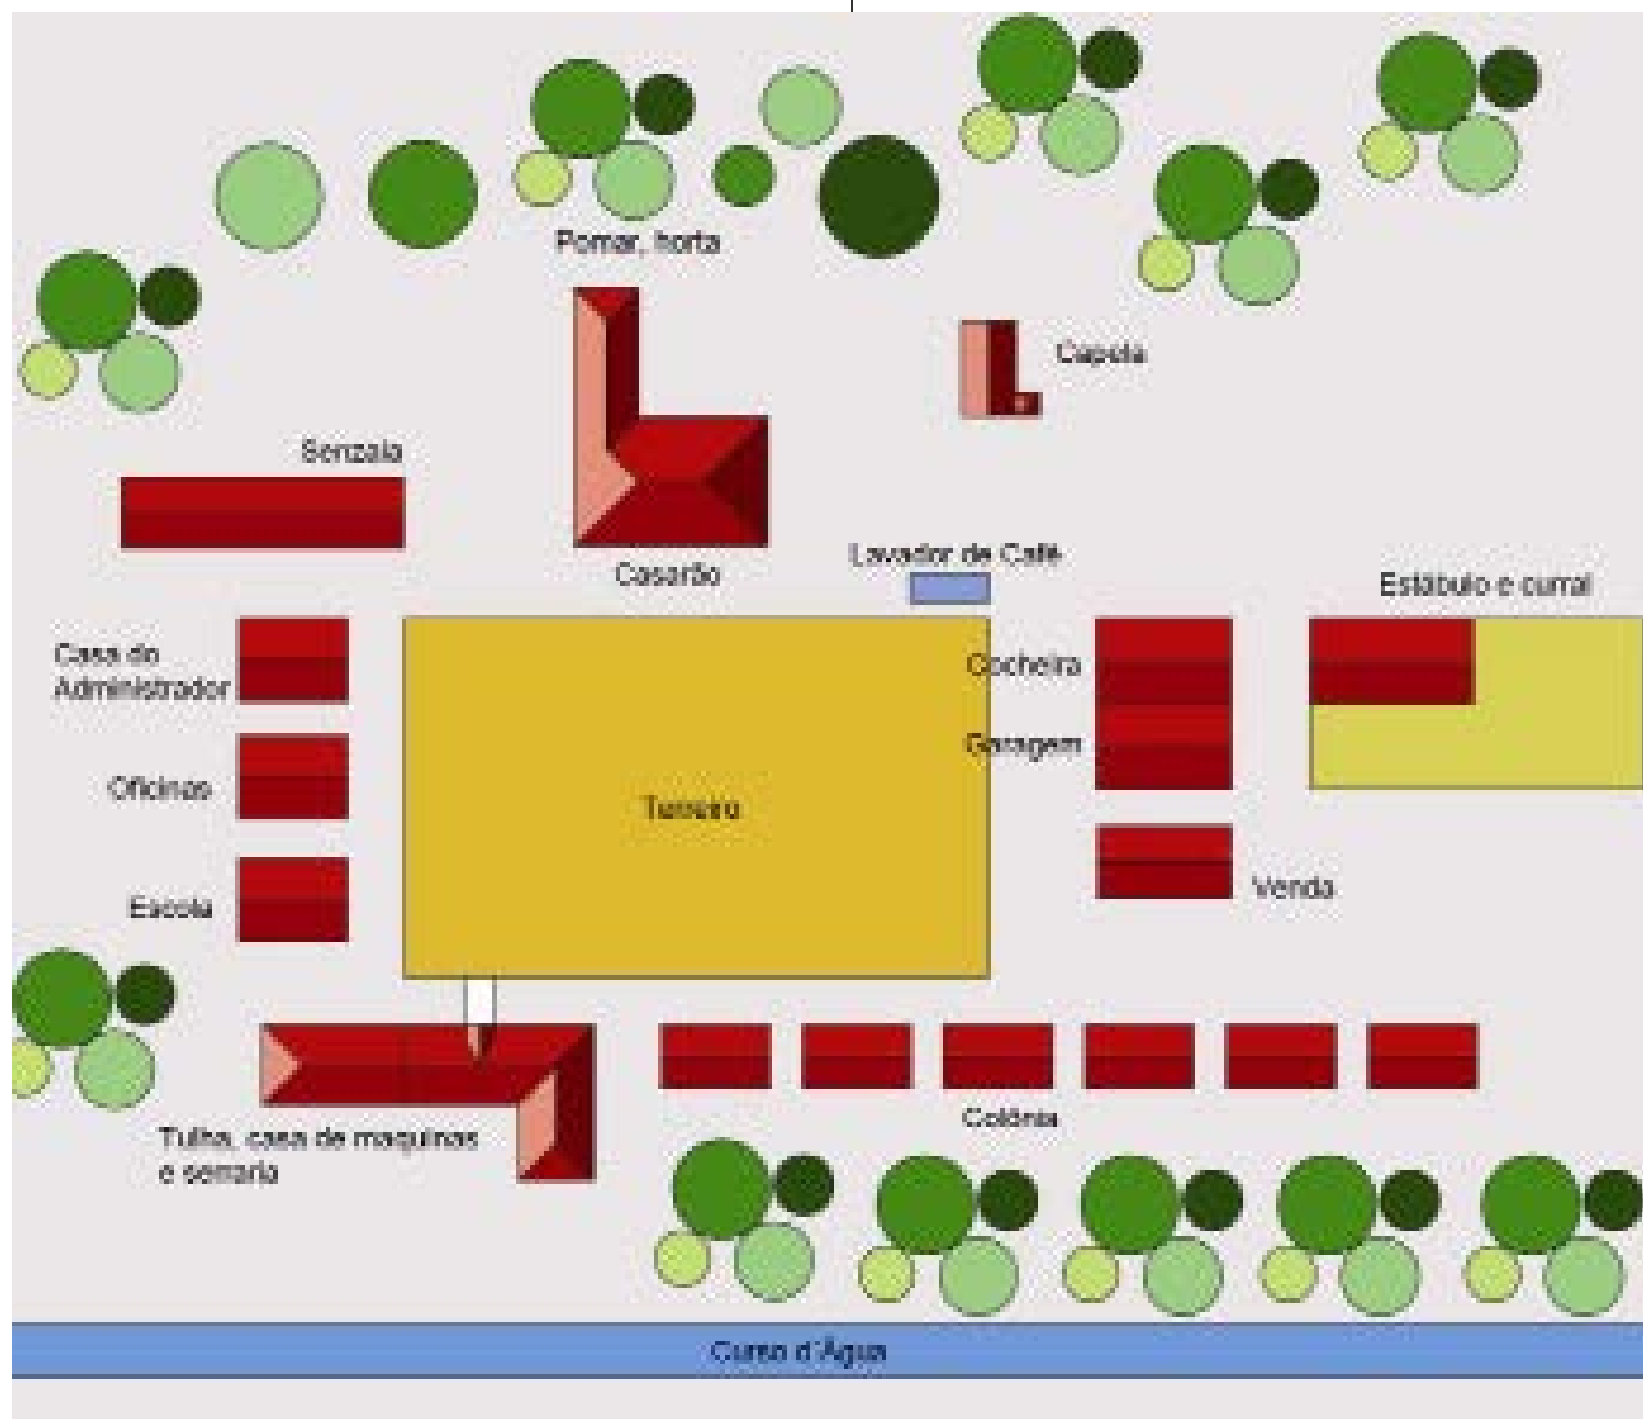 Pomar, horta
Capela
Senzala
Lavador de Café
Casarão
Estábulo e curral
Casa do
Administrador
Cocheira
Garagem
Oficinas
Terreiro
Venda
Escola
Colônia
Tulha, casa de maquinas
e serraria
Curso d'Água